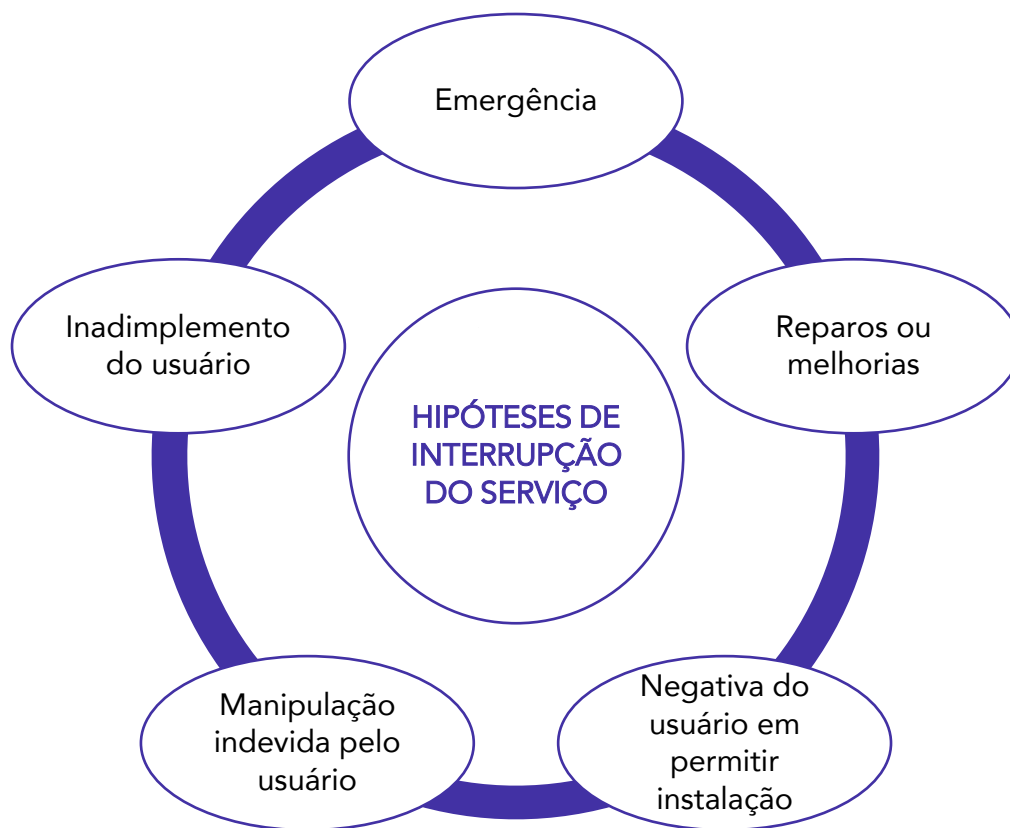 Emergência
Inadimplemento
do usuário
Reparos ou
melhorias
HIPÓTESES DE
INTERRUPÇÃO
DO SERVIÇO
Manipulação
indevida pelo
usuário
Negativa do
usuário em
permitir
instalação